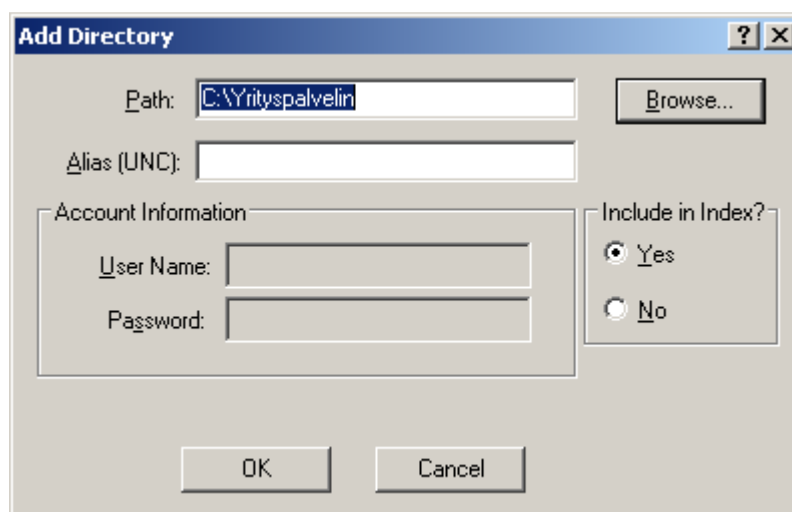 Add Directory
Path: C:\Yrityspalvelin Browse...
Alias (UNC):
Account Information Include in Index?
User Name: Yes
Password: No
OK Cancel